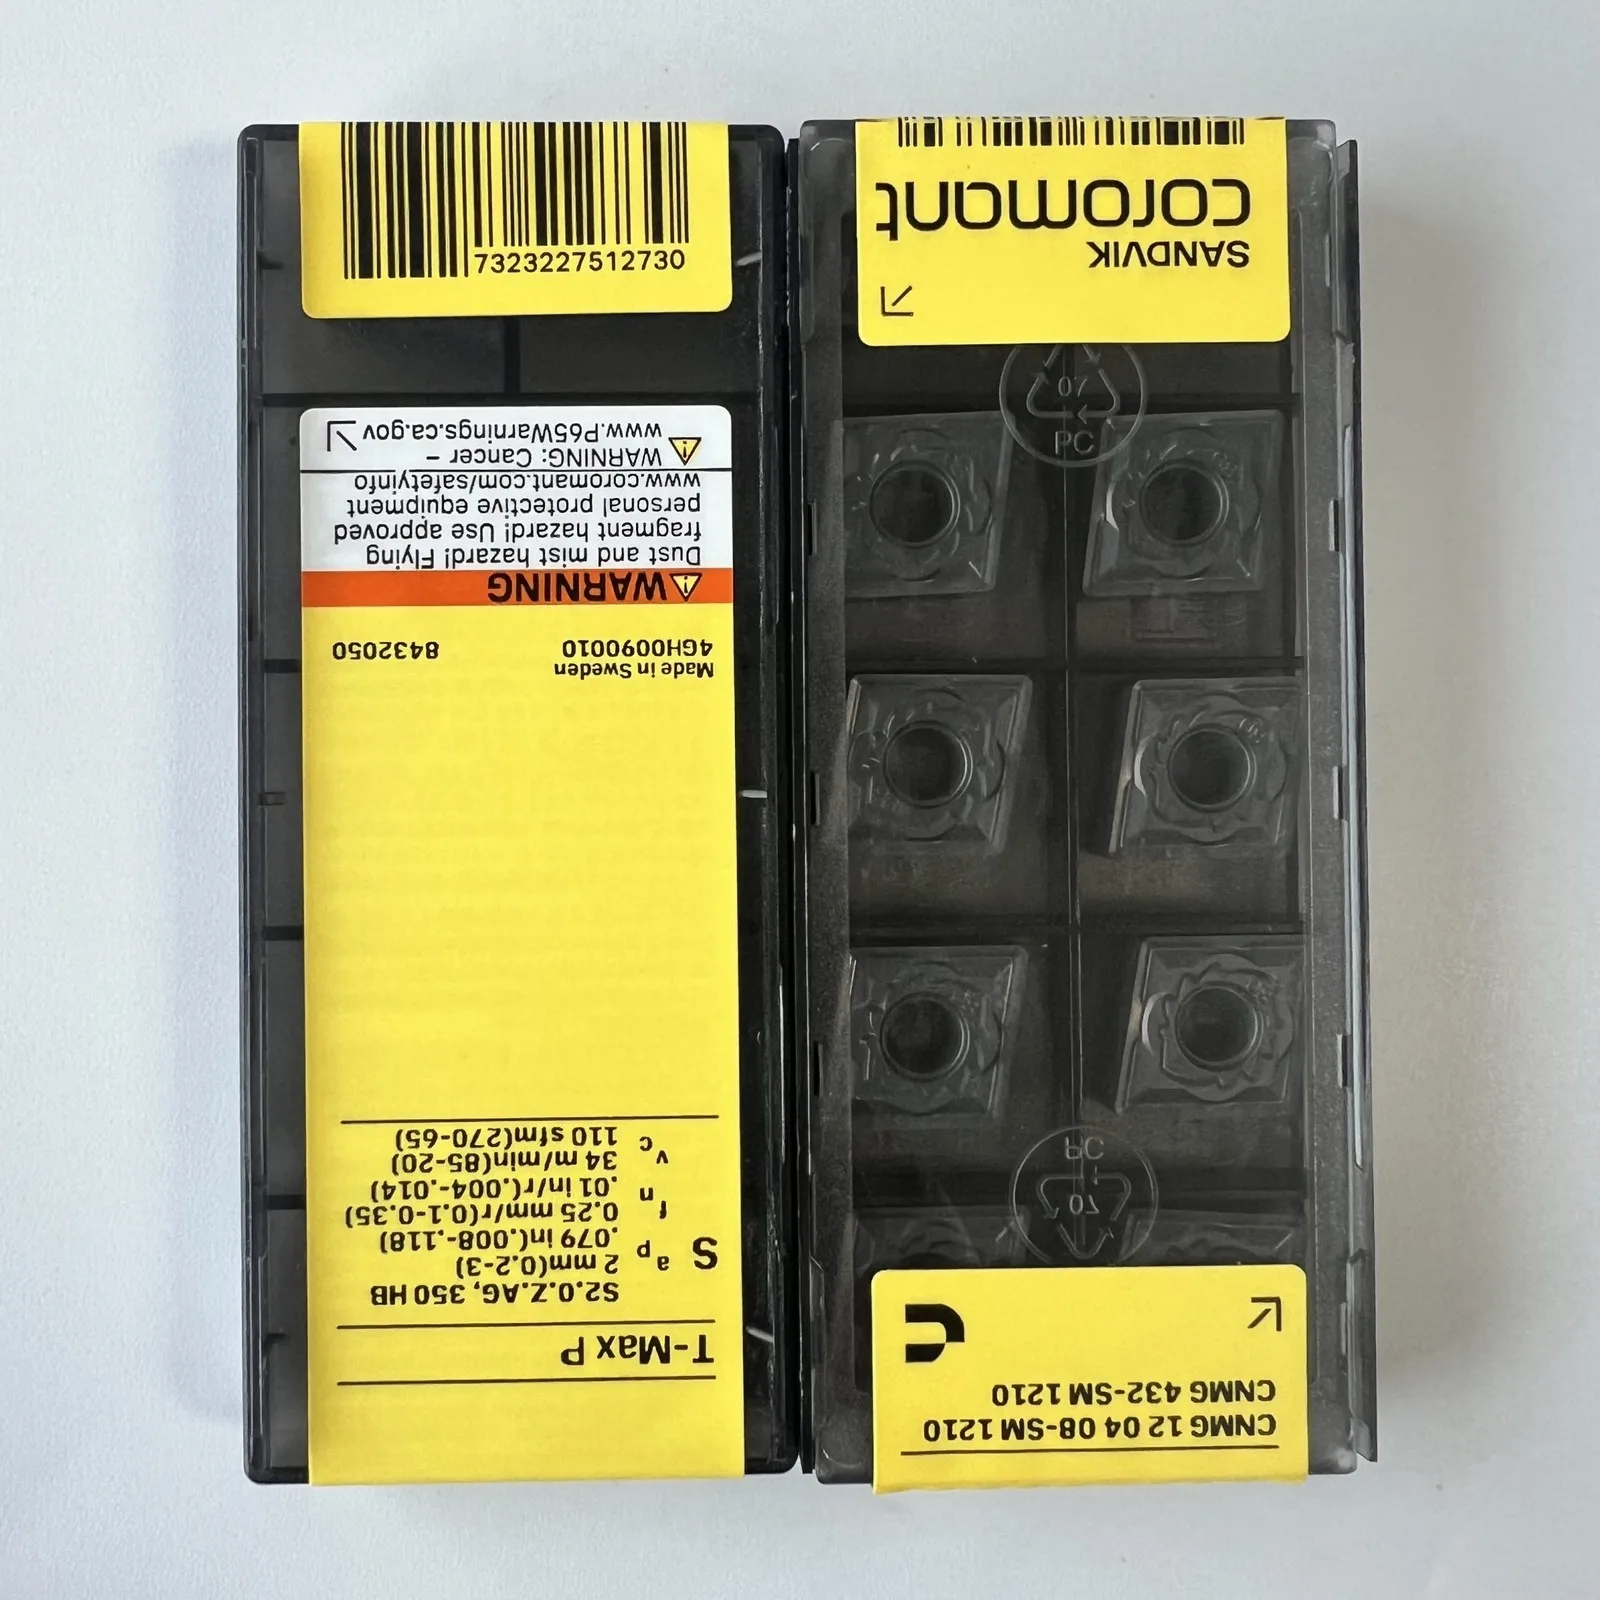 7323227512730
T-Max P
S2.0.Z.AG, 350 HB
S
ap 2 mm(0.2-3)
.079 in(.008-.118)
fn 0.25 mm/r(0.1-0.35)
.01 in/r(.004-.014)
vc 34 m/min(85-20)
110 sfm(270-65)
Made in Sweden
4GH0090010 8432050
WARNING
Dust and mist hazard! Flying
fragment hazard! Use approved
personal protective equipment
www.coromant.com/safetyinfo
WARNING: Cancer –
www.P65Warnings.ca.gov
CNMG 12 04 08-SM 1210
CNMG 432-SM 1210
07
PC
07
PC
SANDVIK
coromant